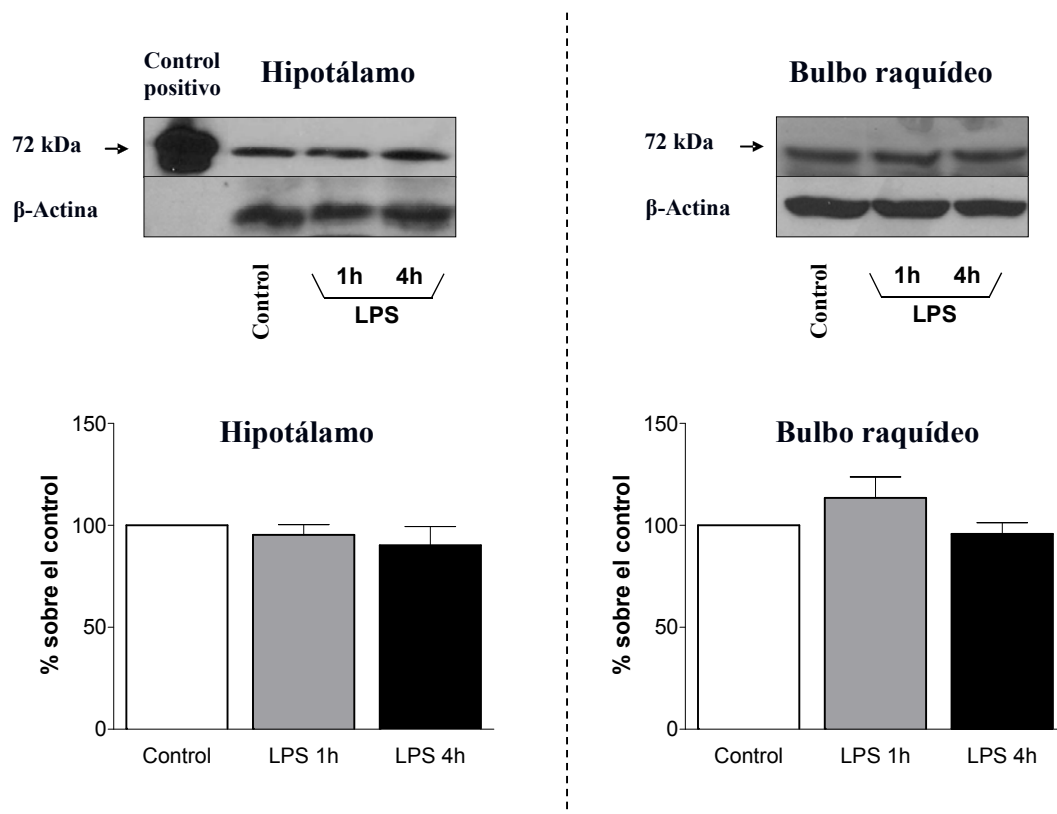 Control
positivo
Hipotálamo
72 kDa
β-Actina
Control
1h 4h
LPS
Bulbo raquídeo
72 kDa
β-Actina
Control
1h 4h
LPS
Hipotálamo
% sobre el control
150
100
50
0
Control LPS 1h LPS 4h
Bulbo raquídeo
% sobre el control
150
100
50
0
Control LPS 1h LPS 4h